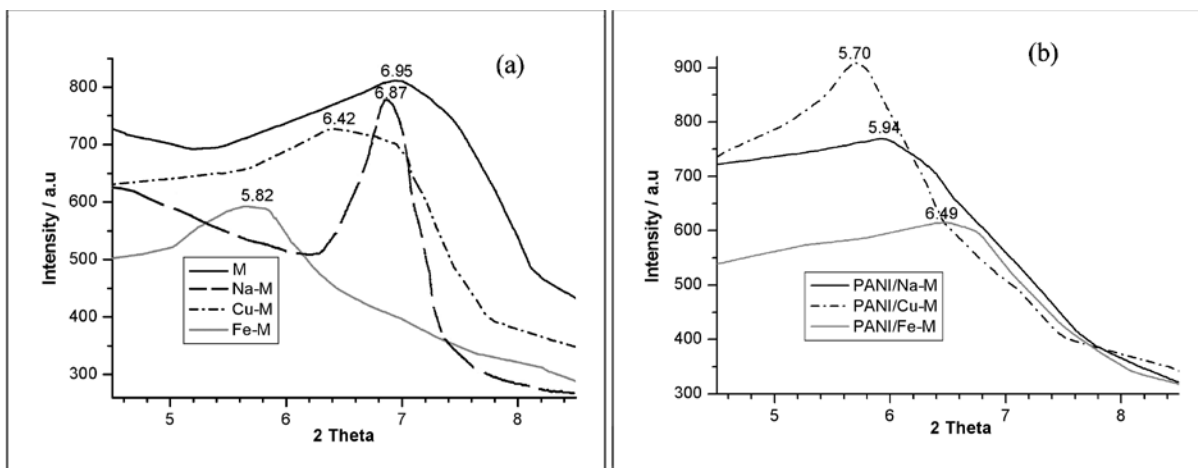 (a)
800
700
600
500
400
300
Intensity / a.u
6.95
6.87
6.42
5.82
M
Na-M
Cu-M
Fe-M
5 6 7 8
2 Theta
(b)
900
800
700
600
500
400
300
Intensity / a.u
5.70
5.94
6.49
PANI/Na-M
PANI/Cu-M
PANI/Fe-M
5 6 7 8
2 Theta